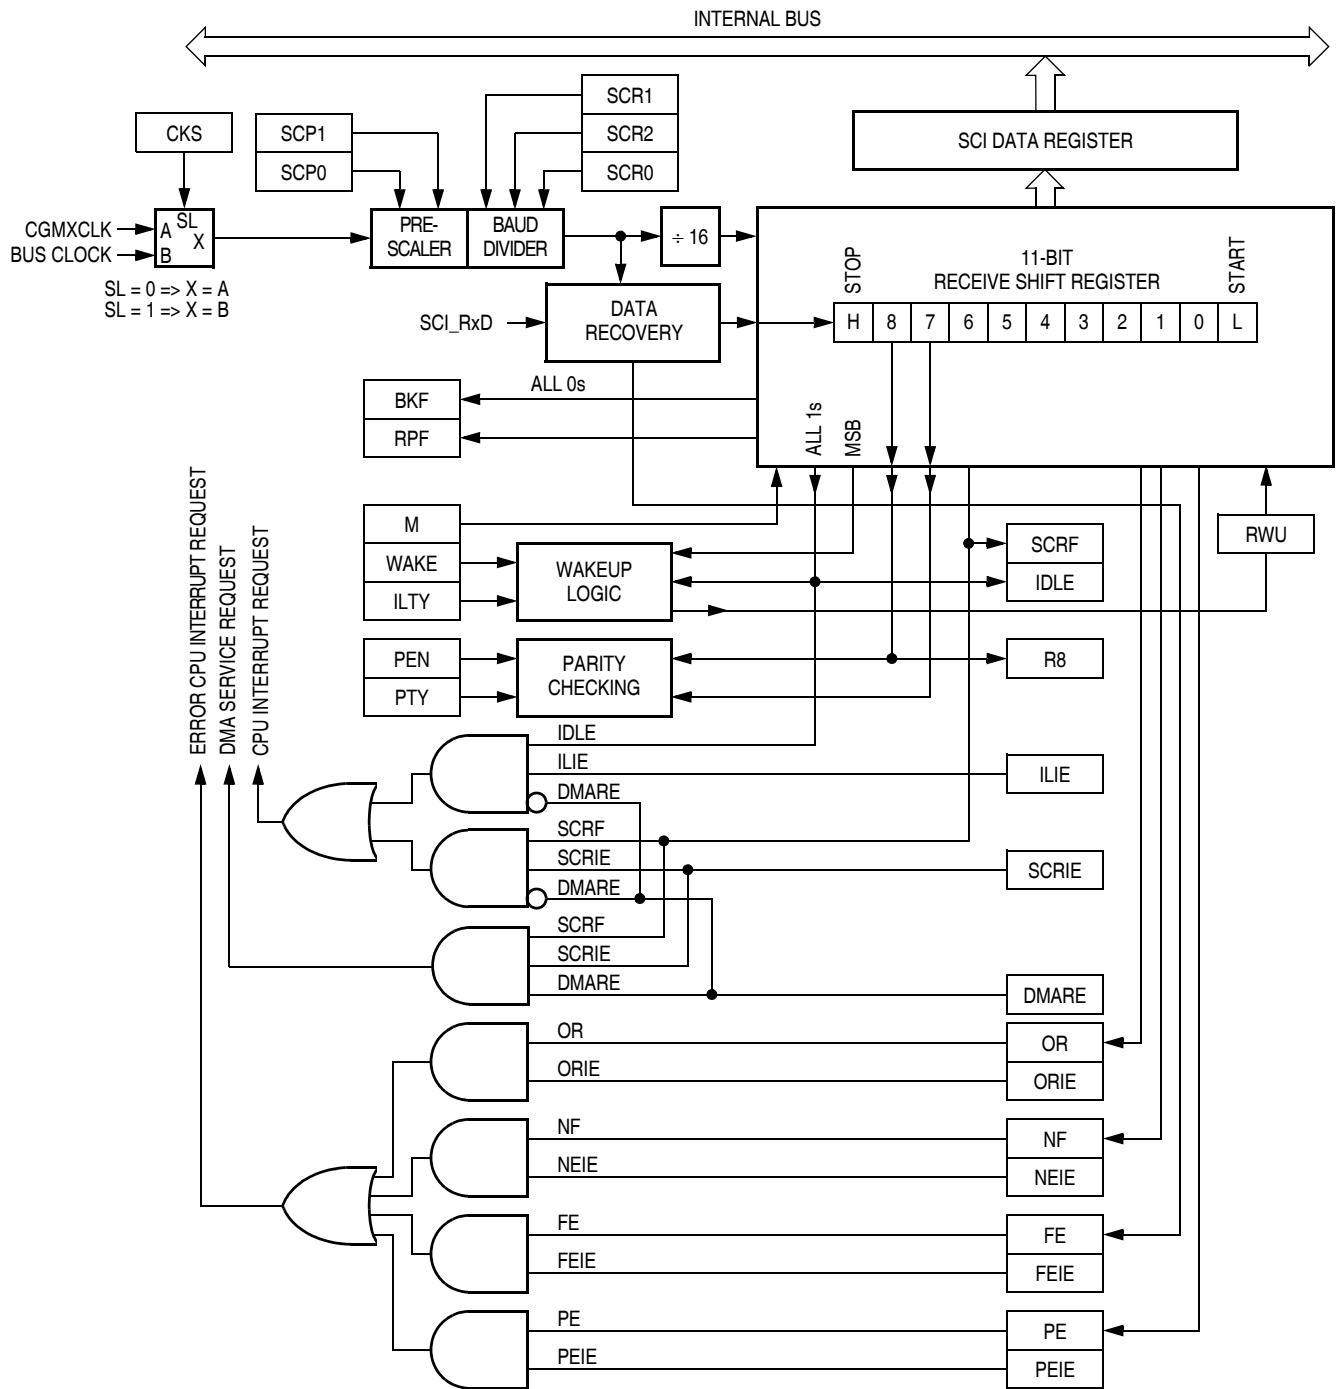 INTERNAL BUS
SCR1
SCR2
SCR0
CKS
SCP1
SCP0
SCI DATA REGISTER
CGMXCLK
BUS CLOCK
A
SL
X
B
SL = 0 => X = A
SL = 1 => X = B
PRE-
SCALER
BAUD
DIVIDER
÷ 16
STOP
11-BIT
RECEIVE SHIFT REGISTER
START
SCI_RxD
DATA
RECOVERY
H 8 7 6 5 4 3 2 1 0 L
ALL 0s
BKF
RPF
ALL 1s
MSB
ERROR CPU INTERRUPT REQUEST
DMA SERVICE REQUEST
CPU INTERRUPT REQUEST
M
WAKE
ILTY
WAKEUP
LOGIC
SCRF
IDLE
RWU
PEN
PTY
PARITY
CHECKING
R8
IDLE
ILIE
DMARE
ILIE
SCRF
SCRIE
DMARE
SCRIE
SCRF
SCRIE
DMARE
DMARE
OR
ORIE
OR
ORIE
NF
NEIE
NF
NEIE
FE
FEIE
FE
FEIE
PE
PEIE
PE
PEIE